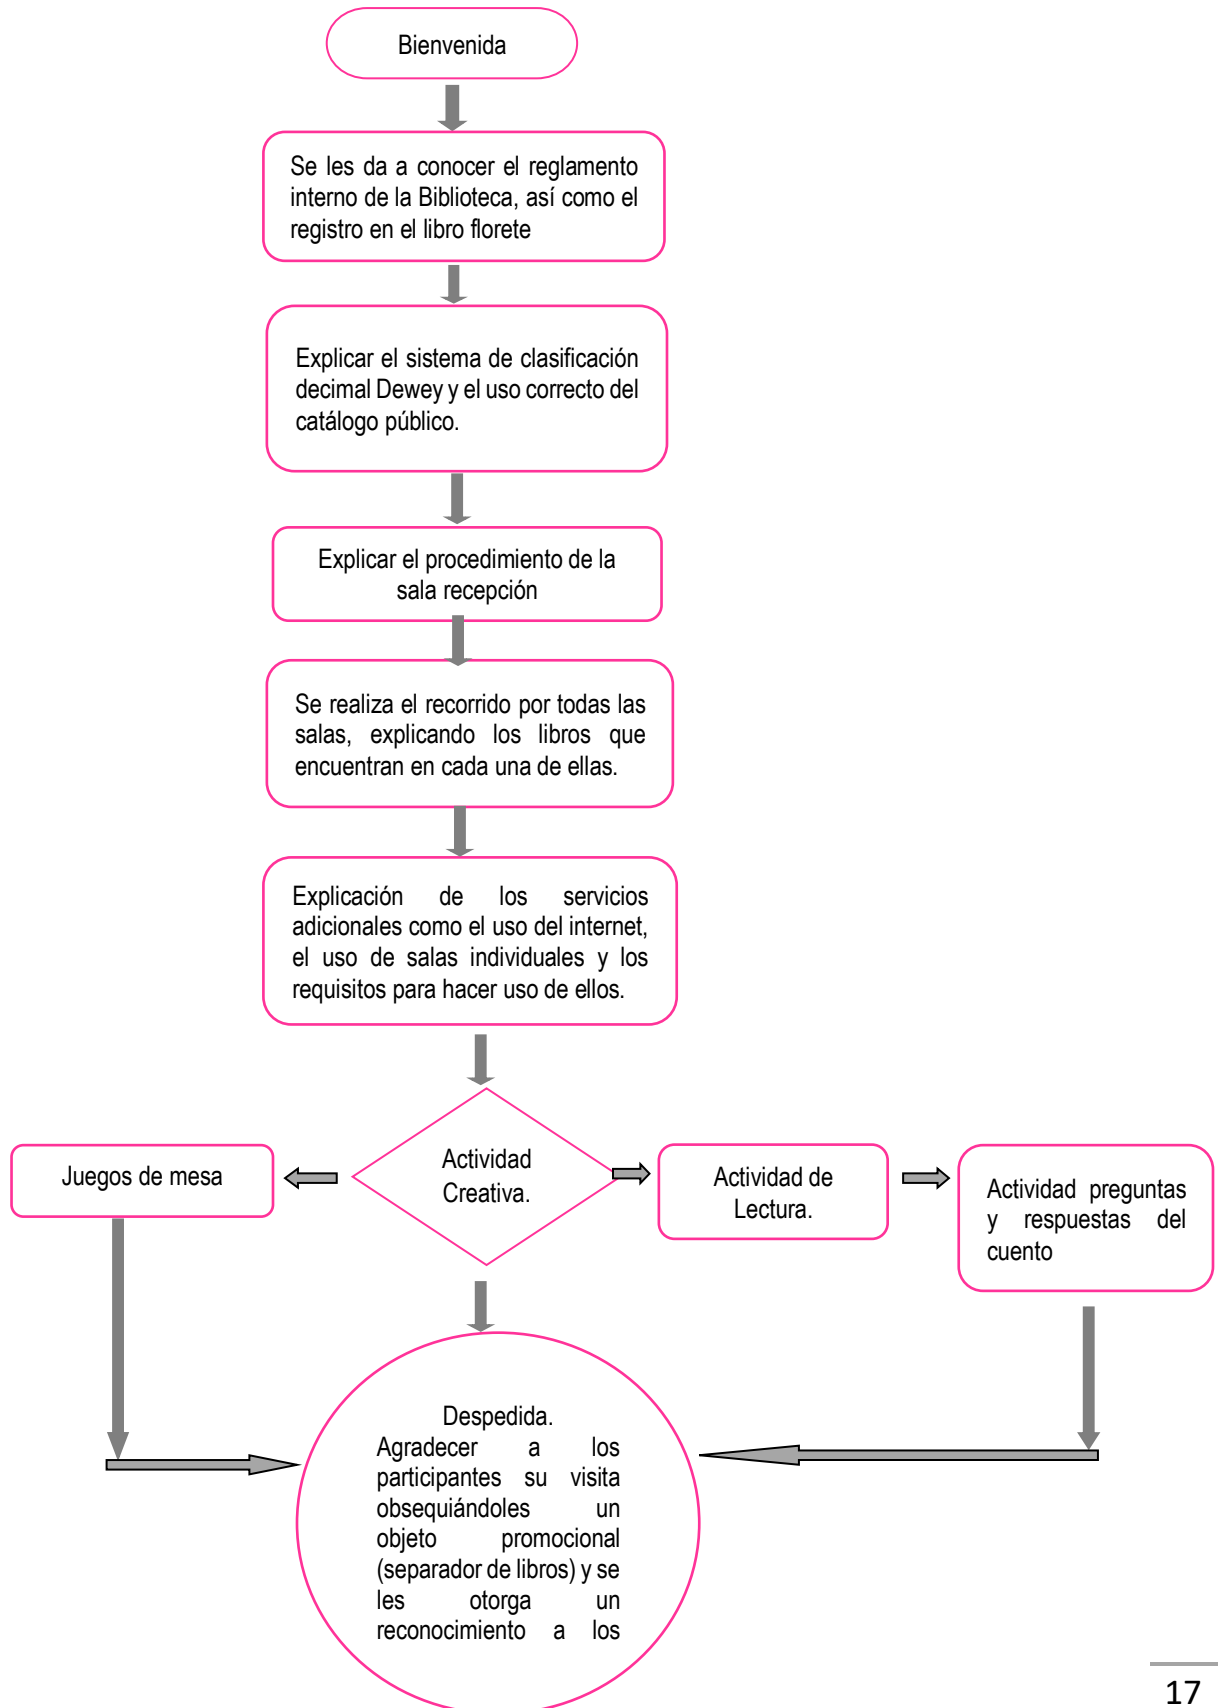 Bienvenida
Se les da a conocer el reglamento
interno de la Biblioteca, así como el
registro en el libro florete
Explicar el sistema de clasificación
decimal Dewey y el uso correcto del
catálogo público.
Explicar el procedimiento de la
sala recepción
Se realiza el recorrido por todas las
salas, explicando los libros que
encuentran en cada una de ellas.
Explicación de los servicios
adicionales como el uso del internet,
el uso de salas individuales y los
requisitos para hacer uso de ellos.
Actividad
Creativa.
Juegos de mesa
Actividad de
Lectura.
Actividad preguntas
y respuestas del
cuento
Despedida.
Agradecer a los
participantes su visita
obsequiándoles un
objeto promocional
(separador de libros) y se
les otorga un
reconocimiento a los
17